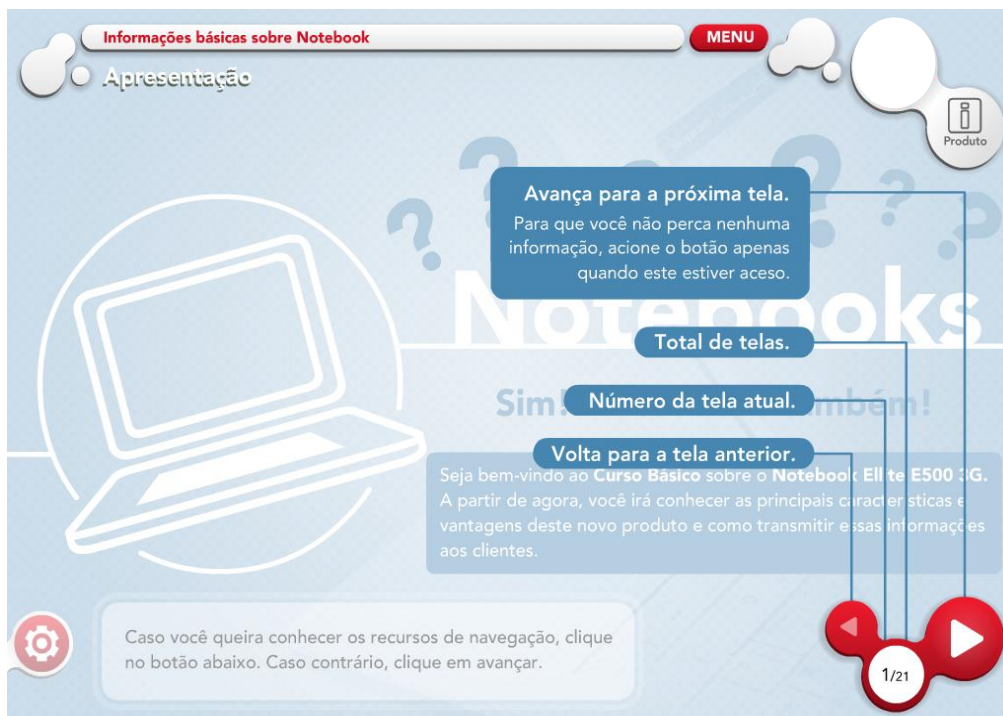 Informações básicas sobre Notebook
MENU
Apresentação
Produto
Avança para a próxima tela.
Para que você não perca nenhuma
informação, acione o botão apenas
quando este estiver aceso.
Notebooks
Total de telas.
Sim!
Número da tela atual.
Volta para a tela anterior.
Seja bem-vindo ao Curso Básico sobre o Notebook Ellite E500 3G.
A partir de agora, você irá conhecer as principais características e
vantagens deste novo produto e como transmitir essas informações
aos clientes.
Caso você queira conhecer os recursos de navegação, clique
no botão abaixo. Caso contrário, clique em avançar.
1/21